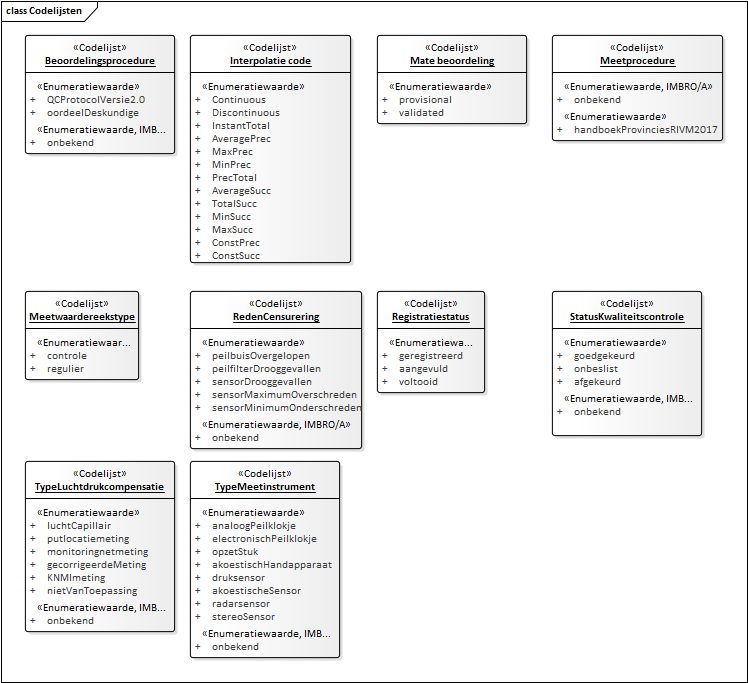 class Codelijsten
«Codelijst»
Beoordelingsprocedure
«Enumeratiewaarde»
+ QCProtocolVersie2.0
+ oordeelDeskundige
«Enumeratiewaarde, IMB...
+ onbekend
«Codelijst»
Interpolatie code
«Enumeratiewaarde»
+ Continuous
+ Discontinuous
+ InstantTotal
+ AveragePrec
+ MaxPrec
+ MinPrec
+ PrecTotal
+ AverageSucc
+ TotalSucc
+ MinSucc
+ MaxSucc
+ ConstPrec
+ ConstSucc
«Codelijst»
Mate beoordeling
«Enumeratiewaarde»
+ provisional
+ validated
«Codelijst»
Meetprocedure
«Enumeratiewaarde, IMBRO/A»
+ onbekend
«Enumeratiewaarde»
+ handboekProvinciesRIVM2017
«Codelijst»
Meetwaardereekstype
«Enumeratiewaar...
+ controle
+ regulier
«Codelijst»
RedenCensurering
«Enumeratiewaarde»
+ peilbuisOvergelopen
+ peilfilterDrooggevallen
+ sensorDrooggevallen
+ sensorMaximumOverschreden
+ sensorMinimumOnderschreden
«Enumeratiewaarde, IMBRO/A»
+ onbekend
«Codelijst»
Registratiestatus
«Enumeratiewa...
+ geregistreerd
+ aangevuld
+ voltooid
«Codelijst»
StatusKwaliteitscontrole
«Enumeratiewaarde»
+ goedgekeurd
+ onbeslist
+ afgekeurd
«Enumeratiewaarde, IMB...
+ onbekend
«Codelijst»
TypeLuchtdrukcompensatie
«Enumeratiewaarde»
+ luchtCapillair
+ putlocatiemeting
+ monitoringnetmeting
+ gecorrigeerdeMeting
+ KNMImeting
+ nietVanToepassing
«Enumeratiewaarde, IMB...
+ onbekend
«Codelijst»
TypeMeetinstrument
«Enumeratiewaarde»
+ analoogPeilklokje
+ electronischPeilklokje
+ opzetStuk
+ akoestischHandapparaat
+ druksensor
+ akoestischeSensor
+ radarsensor
+ stereoSensor
«Enumeratiewaarde, IMB...
+ onbekend